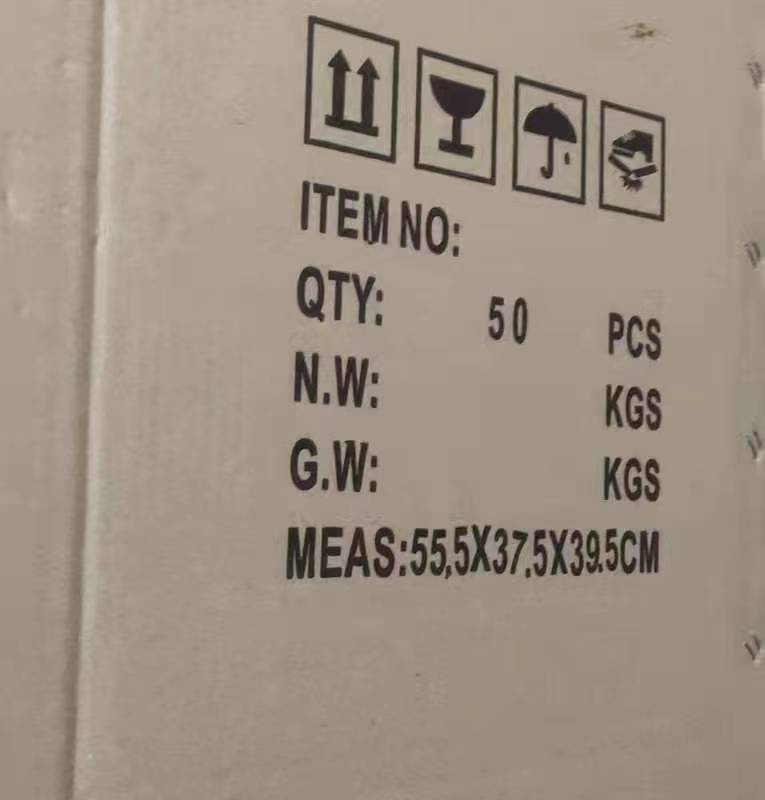 ITEM NO:
QTY: 50 PCS
N.W: KGS
G.W: KGS
MEAS:55,5X37.5X39.5CM